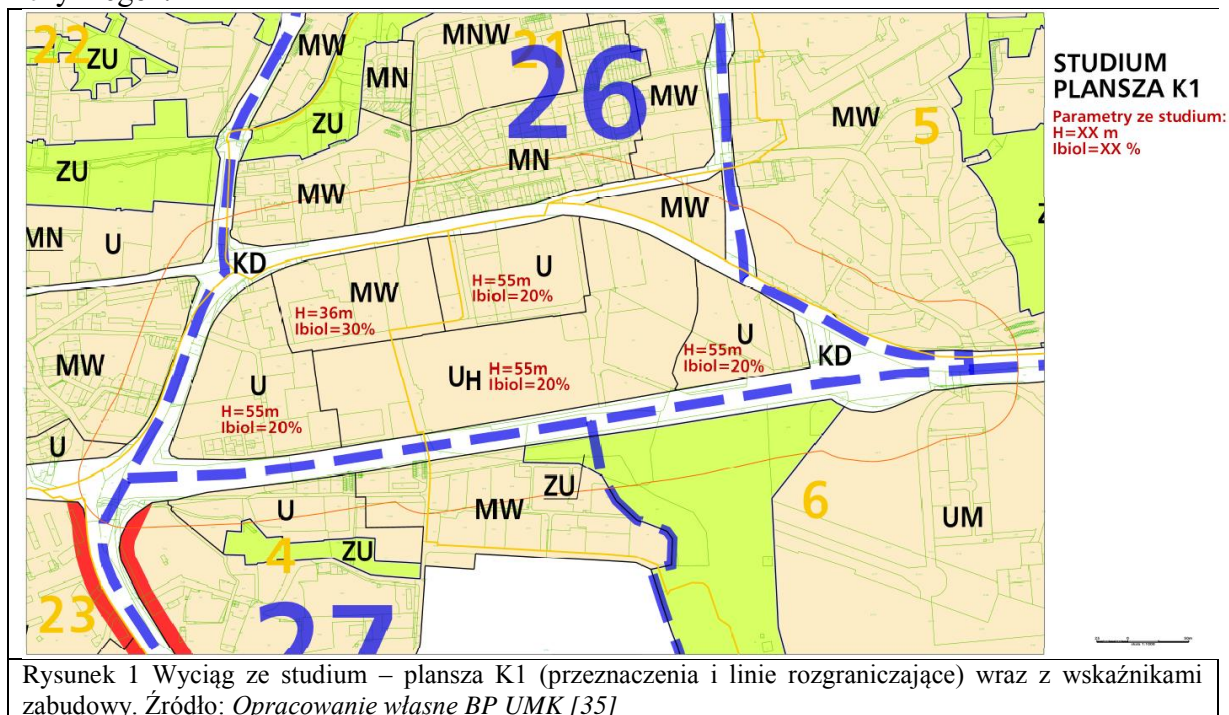 22
ZU
MW
MNW
21
26
MN
MW
MW
5
STUDIUM
PLANSZA K1
Parametry ze studium:
H=XX m
Ibiol=XX %
ZU
ZU
MW
MN
MW
MN
U
KD
MW
H=36m
Ibiol=30%
U
H=55m
Ibiol=20%
MW
U
H=55m
Ibiol=20%
UH
H=55m
Ibiol=20%
U
H=55m
Ibiol=20%
KD
U
U
4
ZU
MW
ZU
6
UM
23
27
Rysunek 1 Wyciąg ze studium – plansza K1 (przeznaczenia i linie rozgraniczające) wraz z wskaźnikami
zabudowy. Źródło: Opracowanie własne BP UMK [35]